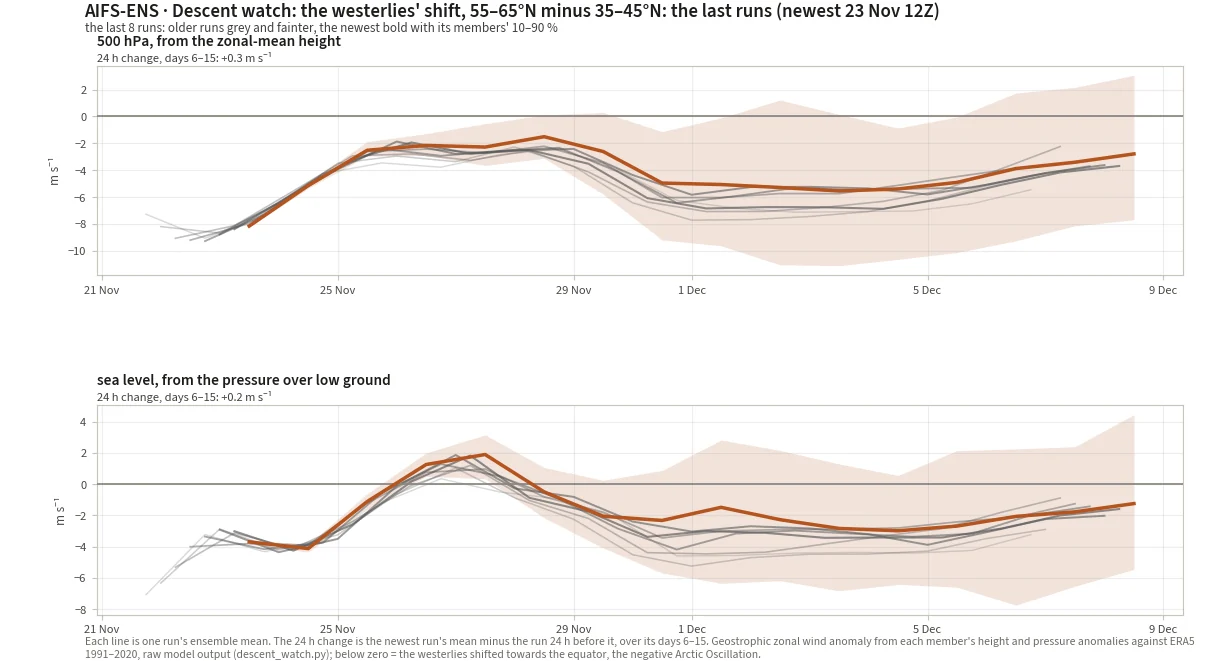 AIFS-ENS · Descent watch: the westerlies' shift, 55–65°N minus 35–45°N: the last runs (newest 23 Nov 12Z)
the last 8 runs: older runs grey and fainter, the newest bold with its members' 10–90 %
500 hPa, from the zonal-mean height
24 h change, days 6–15: +0.3 m s⁻¹
2
0
−2
−4
−6
−8
−10
m s⁻¹
21 Nov 25 Nov 29 Nov 1 Dec 5 Dec 9 Dec
sea level, from the pressure over low ground
24 h change, days 6–15: +0.2 m s⁻¹
4
2
0
−2
−4
−6
−8
m s⁻¹
21 Nov 25 Nov 29 Nov 1 Dec 5 Dec 9 Dec
Each line is one run's ensemble mean. The 24 h change is the newest run's mean minus the run 24 h before it, over its days 6–15. Geostrophic zonal wind anomaly from each member's height and pressure anomalies against ERA5
1991–2020, raw model output (descent_watch.py); below zero = the westerlies shifted towards the equator, the negative Arctic Oscillation.